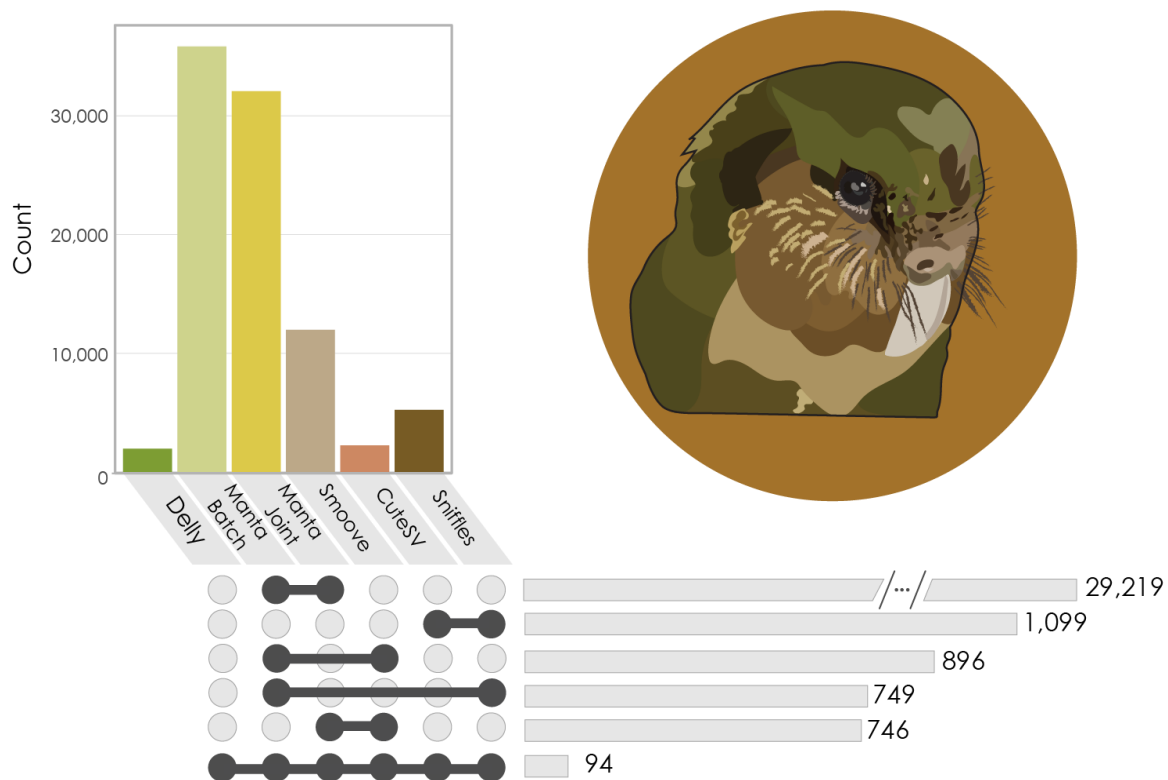 Count
30,000
20,000
10,000
0
Delly
Manta
Batch
Manta
Joint
Smoove
CuteSV
Sniffles
...
29,219
1,099
896
749
746
94